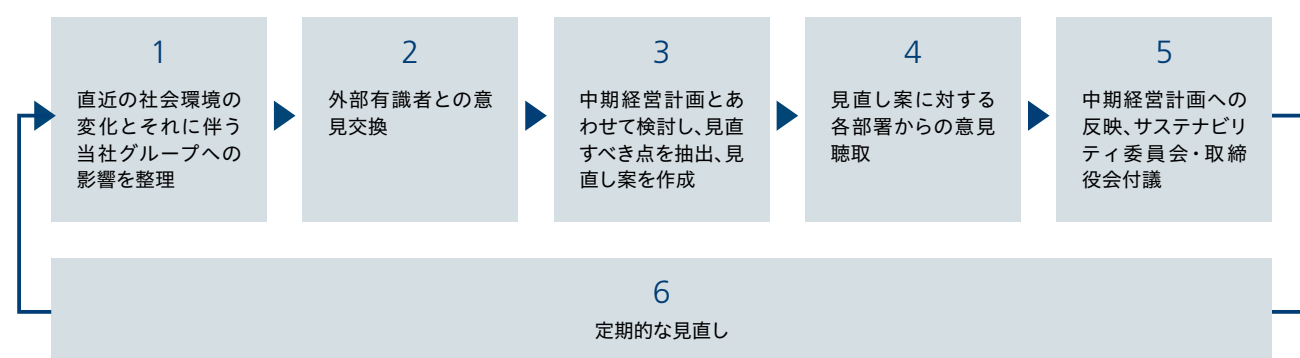 1
直近の社会環境の
変化とそれに伴う
当社グループへの
影響を整理
2
外部有識者との意
見交換
3
中期経営計画とあ
わせて検討し、見直
すべき点を抽出、見
直し案を作成
4
見直し案に対する
各部署からの意見
聴取
5
中期経営計画への
反映、サステナビリ
ティ委員会・取締
役会付議
6
定期的な見直し